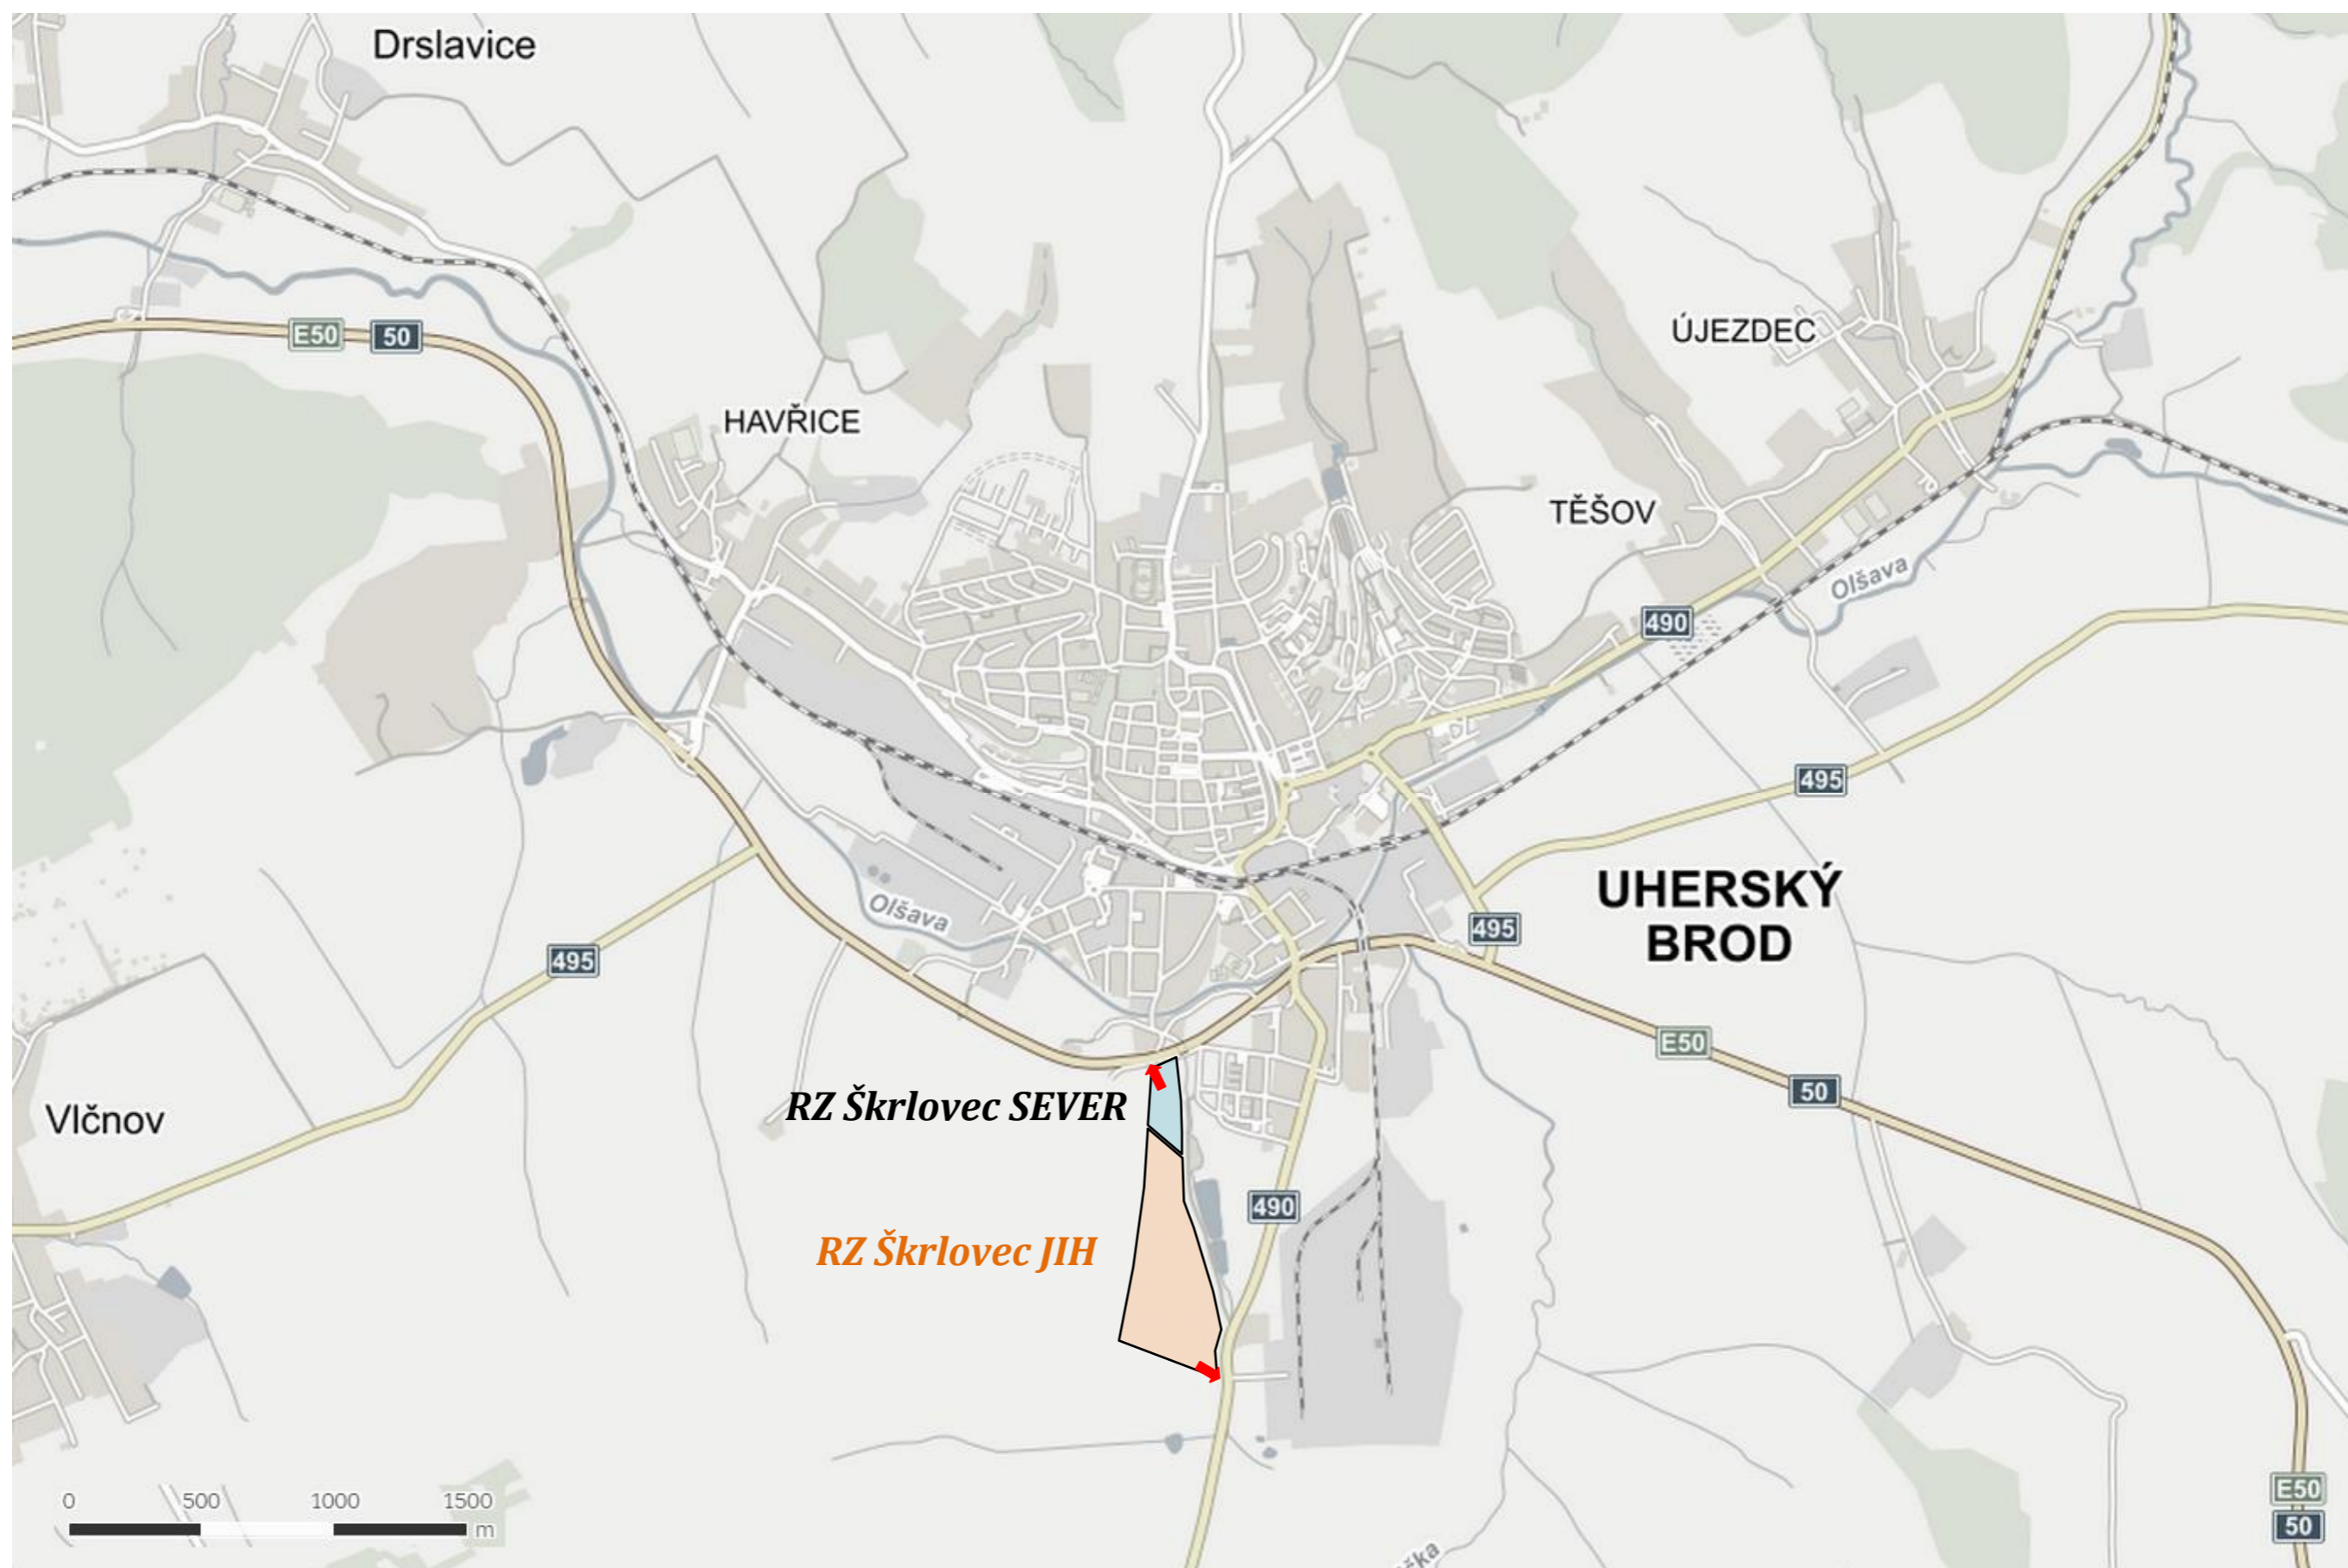 Drslavice
E50
50
HAVŘICE
ÚJEZDEC
TĚŠOV
Olšava
490
495
UHERSKÝ
BROD
Olšava
495
495
E50
50
RZ Škrlovec SEVER
Vlčnov
490
RZ Škrlovec JIH
0 500 1000 1500
m
E50
50